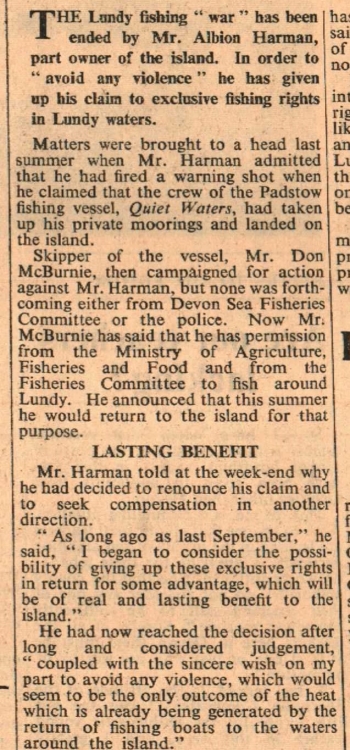 THE Lundy fishing " war " has been
ended by Mr. Albion Harman,
part owner of the island. In order to
" avoid any violence " he has given
up his claim to exclusive fishing rights
in Lundy waters.
Matters were brought to a head last
summer when Mr. Harman admitted
that he had fired a warning shot when
he claimed that the crew of the Padstow
fishing vessel, Quiet Waters, had taken
up his private moorings and landed on
the island.
Skipper of the vessel, Mr. Don
McBurnie, then campaigned for action
against Mr. Harman, but none was forth-
coming either from Devon Sea Fisheries
Committee or the police. Now Mr.
McBurnie has said that he has permission
from the Ministry of Agriculture,
Fisheries and Food and from the
Fisheries Committee to fish around
Lundy. He announced that this summer
he would return to the island for that
purpose.
LASTING BENEFIT
Mr. Harman told at the week-end why
he had decided to renounce his claim and
to seek compensation in another
direction.
" As long ago as last September," he
said, " I began to consider the possi-
bility of giving up these exclusive rights
in return for some advantage, which will
be of real and lasting benefit to the
island."
He had now reached the decision after
long and considered judgement,
" coupled with the sincere wish on my
part to avoid any violence, which would
seem to be the only outcome of the heat
which is already being generated by the
return of fishing boats to the waters
around the island."